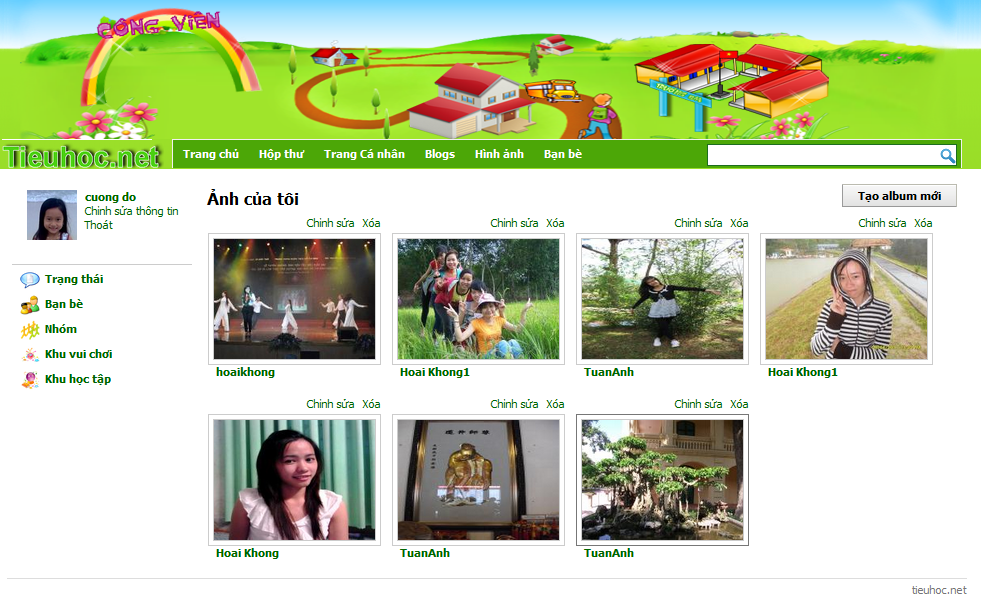 CÔNG VIÊN
Tieuhoc.net
Trang chủ Hộp thư Trang Cá nhân Blogs Hình ảnh Bạn bè
cuong do
Chỉnh sửa thông tin
Thoát
Trạng thái
Bạn bè
Nhóm
Khu vui chơi
Khu học tập
Ảnh của tôi
Tạo album mới
Chỉnh sửa Xóa Chỉnh sửa Xóa Chỉnh sửa Xóa Chỉnh sửa Xóa
hoaikhong Hoai Khong1 TuanAnh Hoai Khong1
Chỉnh sửa Xóa Chỉnh sửa Xóa Chỉnh sửa Xóa
Hoai Khong TuanAnh TuanAnh
tieuhoc.net